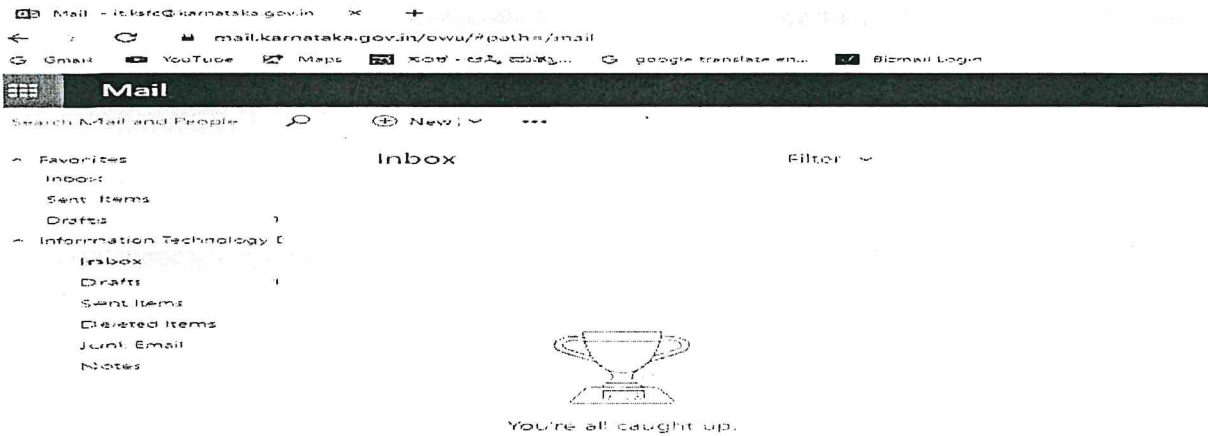 Mail - it.ksfc@karnataka.gov.in × +
mail.karnataka.gov.in/owa/#path=/mail
Gmail YouTube Maps google translate en... Bizmail Login
Mail
Search Mail and People New
Favorites
Inbox
Sent Items
Drafts 1
Information Technology D
Inbox
Drafts 1
Sent Items
Deleted Items
Junk Email
Notes
Inbox Filter
You're all caught up.